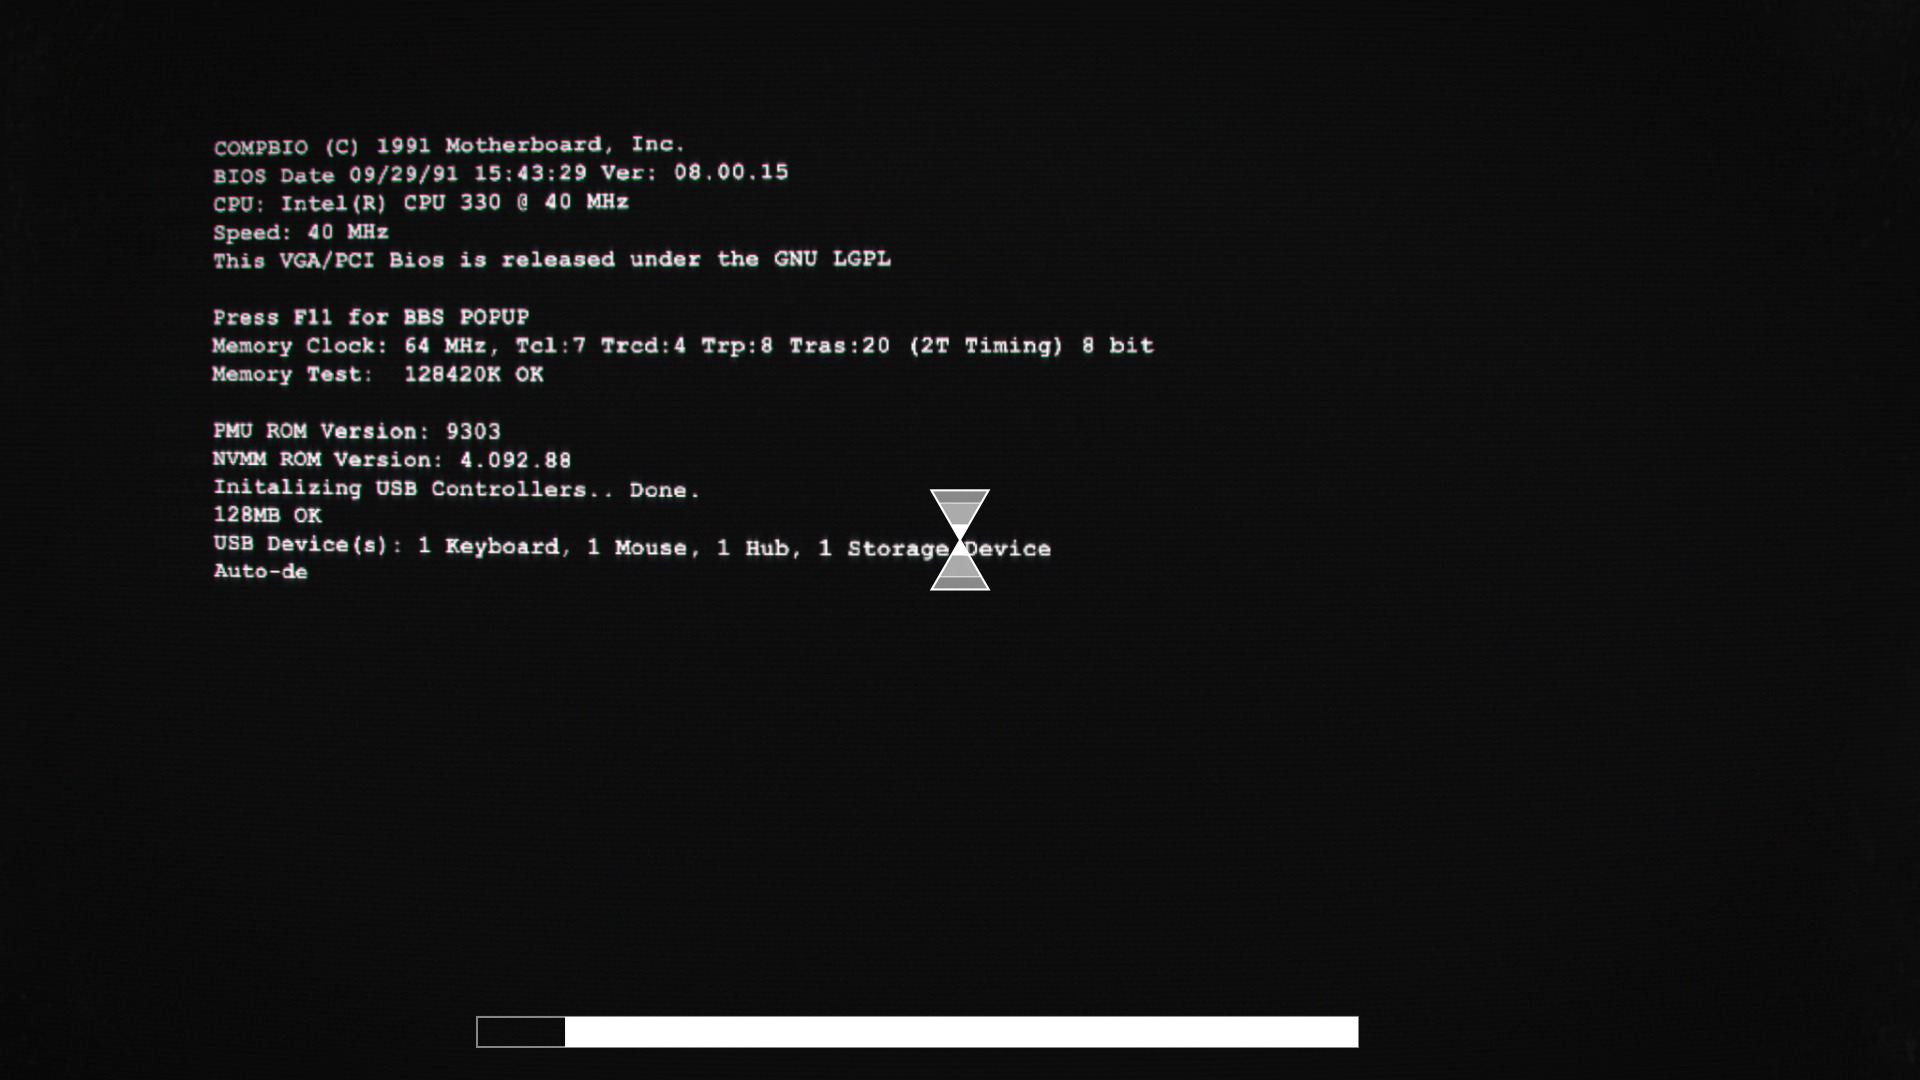 COMPBIO (C) 1991 Motherboard, Inc.
BIOS Date 09/29/91 15:43:29 Ver: 08.00.15
CPU: Intel(R) CPU 330 @ 40 MHz
Speed: 40 MHz
This VGA/PCI Bios is released under the GNU LGPL
Press F11 for BBS POPUP
Memory Clock: 64 MHz, Tcl:7 Trcd:4 Trp:8 Tras:20 (2T Timing) 8 bit
Memory Test: 128420K OK
PMU ROM Version: 9303
NVMM ROM Version: 4.092.88
Initalizing USB Controllers.. Done.
128MB OK
USB Device(s): 1 Keyboard, 1 Mouse, 1 Hub, 1 Storage Device
Auto-de